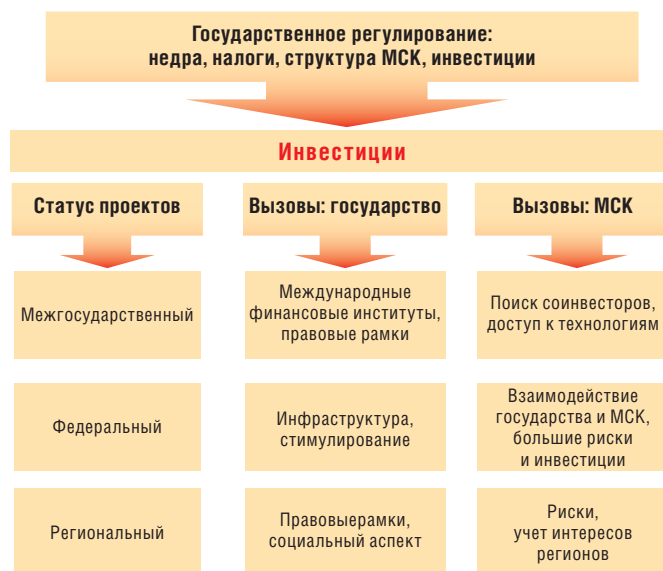 Государственное регулирование:
недра, налоги, структура МСК, инвестиции
Инвестиции
Статус проектов
Вызовы: государство
Вызовы: МСК
Межгосударственный
Международные
финансовые институты,
правовые рамки
Поиск соинвесторов,
доступ к технологиям
Федеральный
Инфраструктура,
стимулирование
Взаимодействие
государства и МСК,
большие риски
и инвестиции
Региональный
Правовыерамки,
социальный аспект
Риски,
учет интересов
регионов